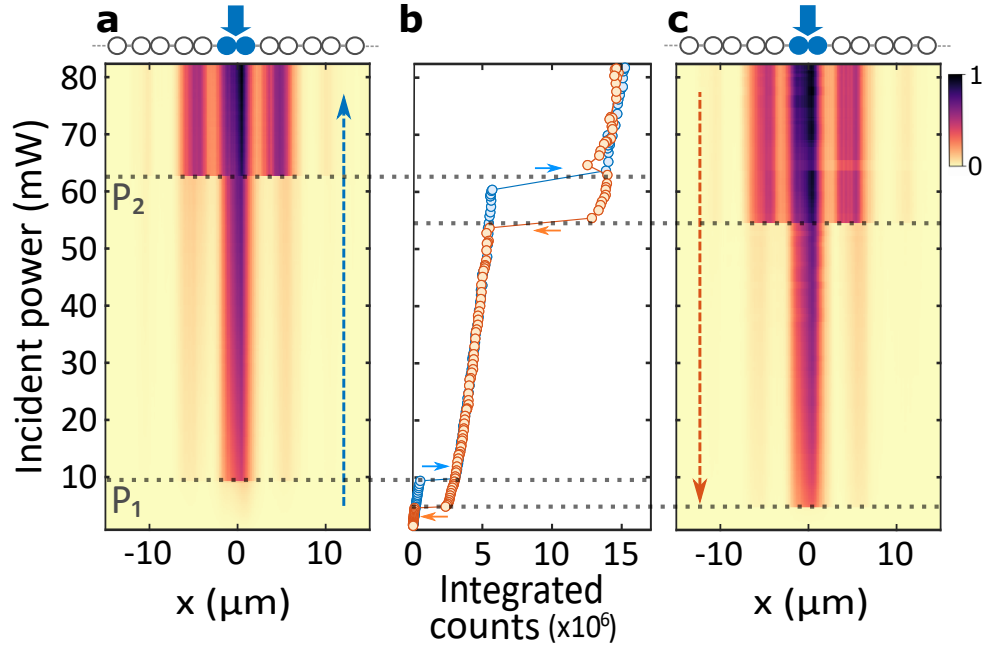 a
b
c
80
70
60
50
40
30
20
10
Incident power (mW)
P2
P1
-10
0
10
x (μm)
0
5
10
15
Integrated
counts (x10⁶)
1
0
-10
0
10
x (μm)